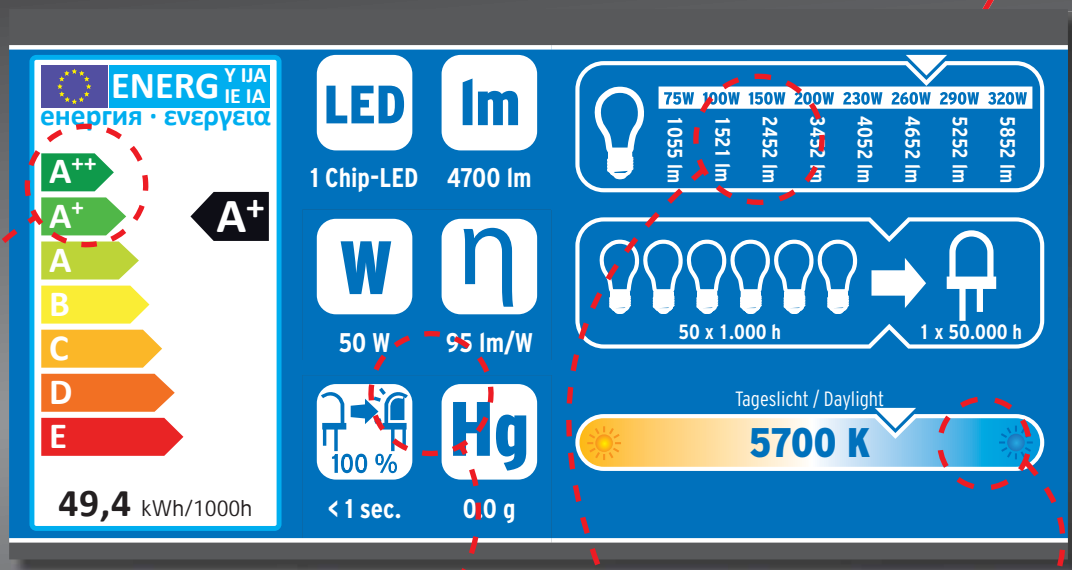 ENERG Y IJA
IE IA
енергия · ενεργεια
A++
A+
A+
A
B
C
D
E
49,4 kWh/1000h
LED
1 Chip-LED
lm
4700 lm
W
50 W
η
95 lm/W
100 %
< 1 sec.
Hg
0,0 g
75W 100W 150W 200W 230W 260W 290W 320W
1055 lm 1521 lm 2452 lm 3452 lm 4052 lm 4652 lm 5252 lm 5852 lm
50 x 1.000 h
1 x 50.000 h
Tageslicht / Daylight
5700 K